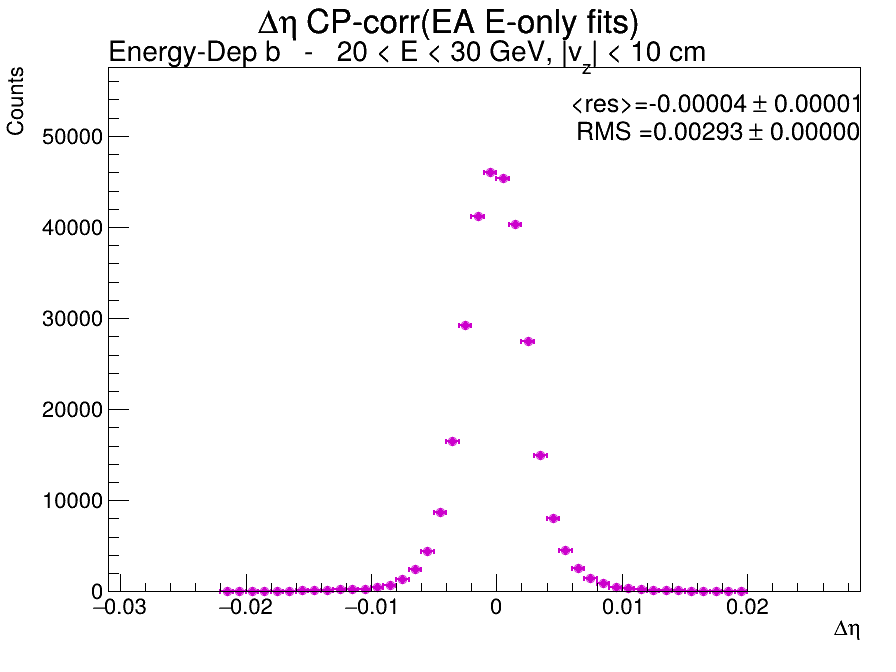 Δη CP-corr(EA E-only fits)
Energy-Dep b - 20 < E < 30 GeV, |v_z| < 10 cm
<res>=-0.00004 ± 0.00001
RMS =0.00293 ± 0.00000
Counts
50000
40000
30000
20000
10000
0
−0.03 −0.02 −0.01 0 0.01 0.02
Δη